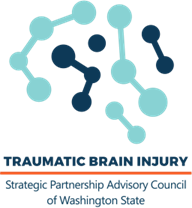 TRAUMATIC BRAIN INJURY
Strategic Partnership Advisory Council
of Washington State